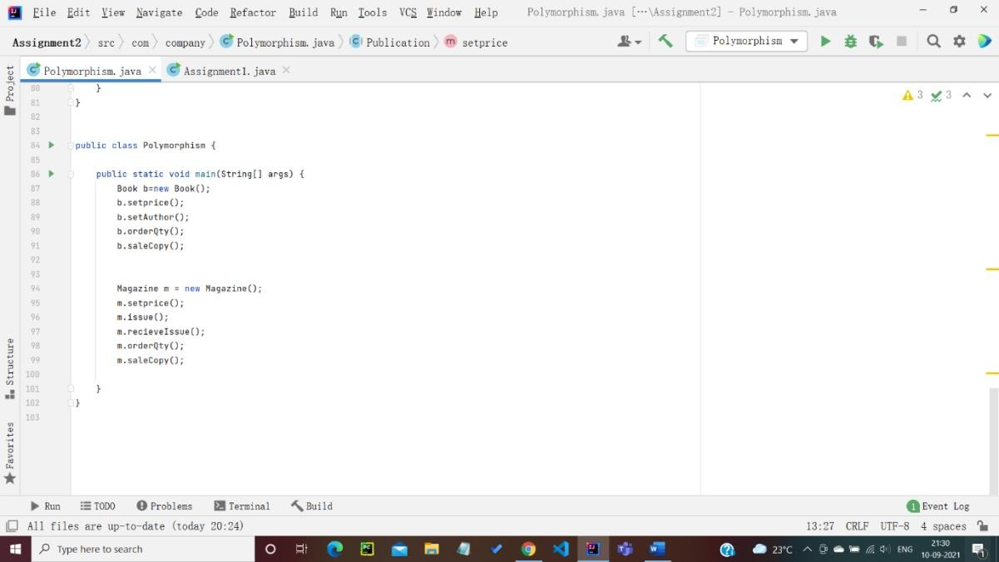 File Edit View Navigate Code Refactor Build Run Tools VCS Window Help Polymorphism.java [...\Assignment2] - Polymorphism.java
Assignment2 src com company Polymorphism.java Publication setprice Polymorphism
Project
Polymorphism.java Assignment1.java
80 }
81 }
3 3
82
83
84 public class Polymorphism {
85
86 public static void main(String[] args) {
87 Book b=new Book();
88 b.setprice();
89 b.setAuthor();
90 b.orderQty();
91 b.saleCopy();
92
93
94 Magazine m = new Magazine();
95 m.setprice();
96 m.issue();
97 m.recieveIssue();
98 m.orderQty();
99 m.saleCopy();
100
101 }
102 }
103
Structure
Favorites
Run TODO Problems Terminal Build 1 Event Log
All files are up-to-date (today 20:24) 13:27 CRLF UTF-8 4 spaces
Type here to search PC W 23°C ENG 21:30
10-09-2021 1